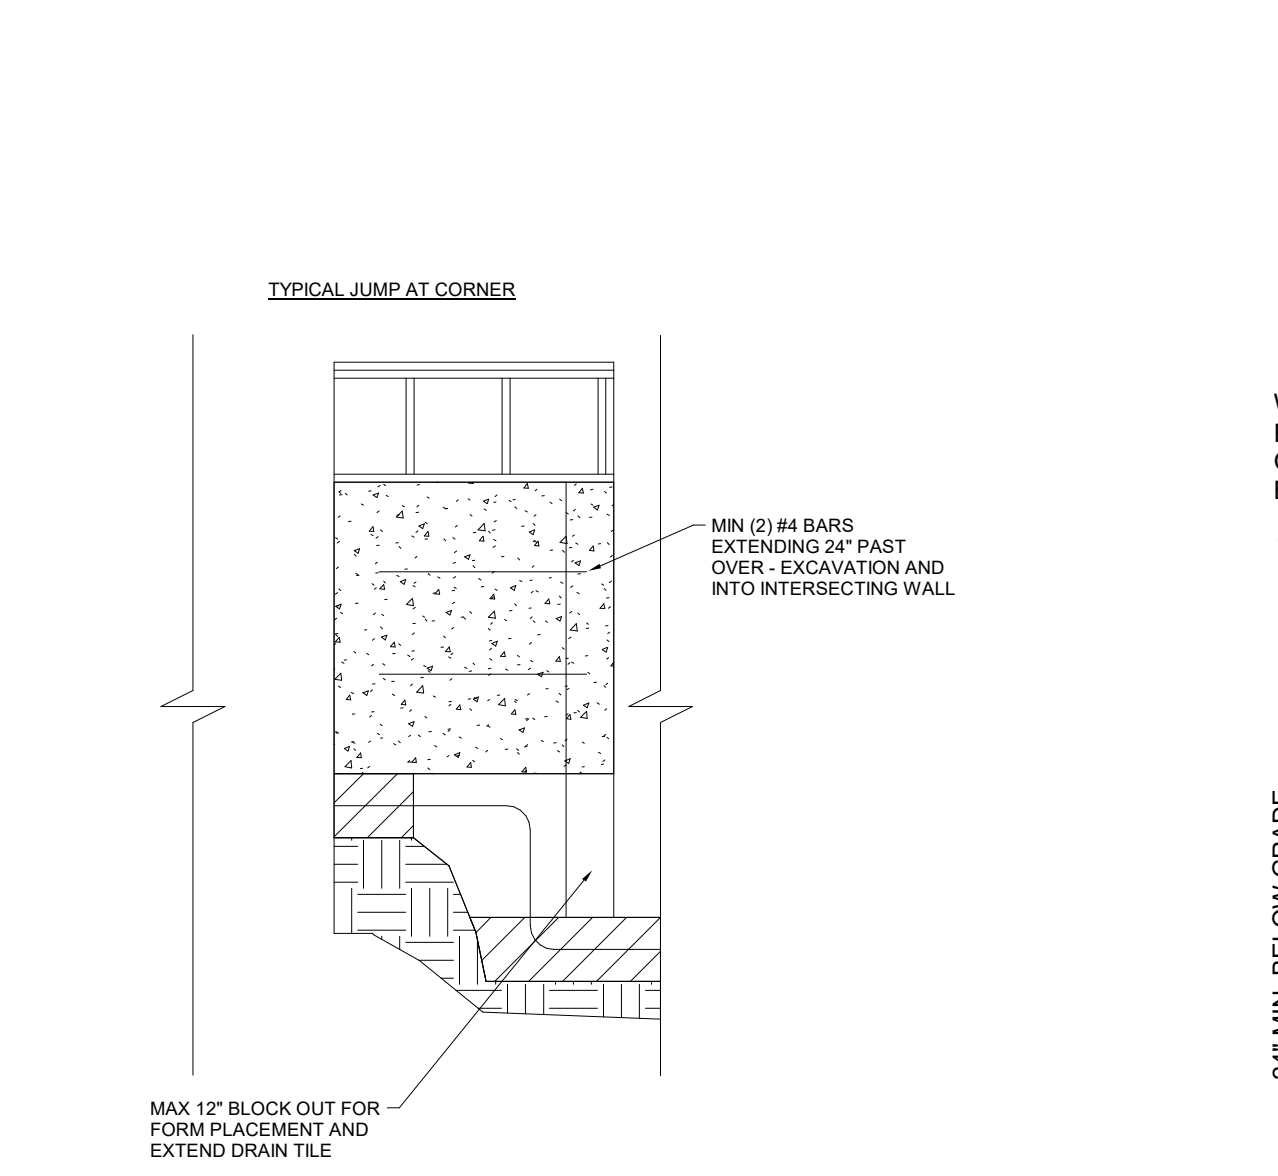 TYPICAL JUMP AT CORNER
MIN (2) #4 BARS
EXTENDING 24" PAST
OVER - EXCAVATION AND
INTO INTERSECTING WALL
MAX 12" BLOCK OUT FOR
FORM PLACEMENT AND
EXTEND DRAIN TILE